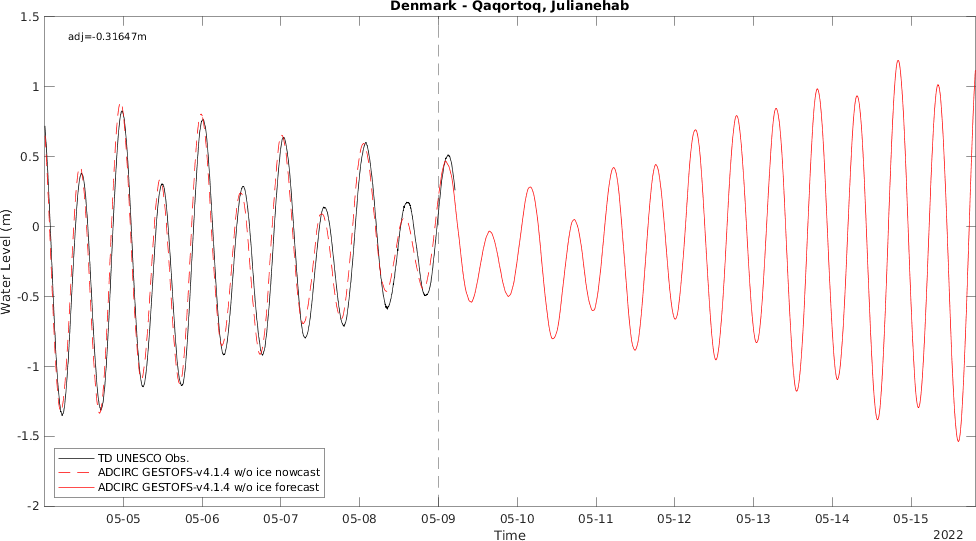 Denmark - Qaqortoq, Julianehab
adj=-0.31647m
1.5
1
0.5
0
-0.5
-1
-1.5
-2
Water Level (m)
TD UNESCO Obs.
ADCIRC GESTOFS-v4.1.4 w/o ice nowcast
ADCIRC GESTOFS-v4.1.4 w/o ice forecast
05-05 05-06 05-07 05-08 05-09 05-10 05-11 05-12 05-13 05-14 05-15
Time
2022